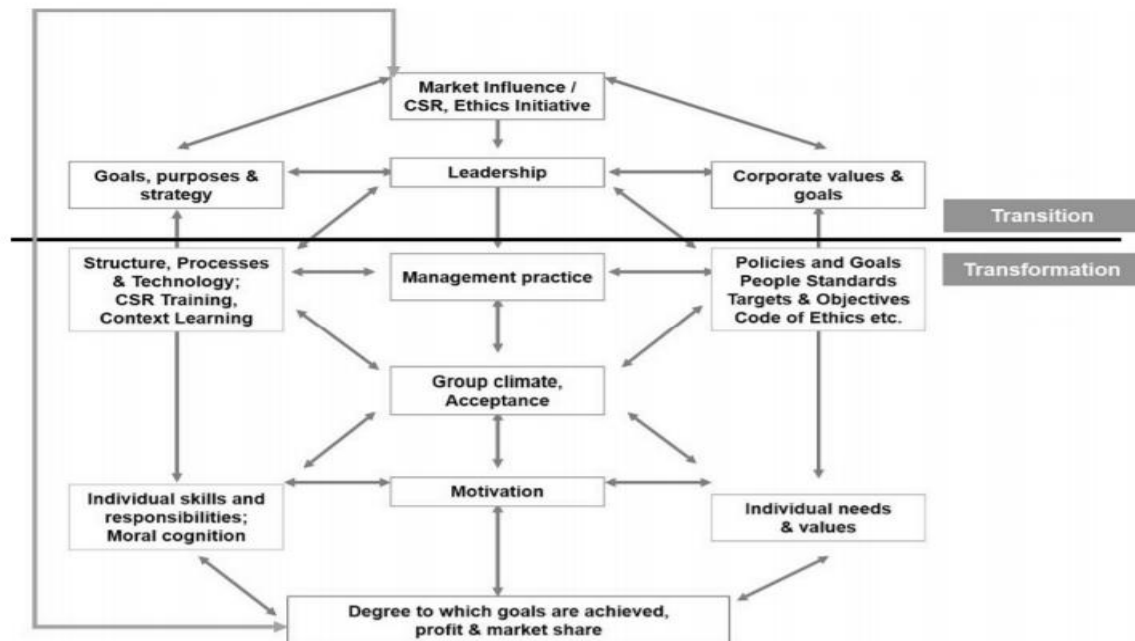 Market Influence /
CSR, Ethics Initiative
Goals, purposes &
strategy
Leadership
Corporate values &
goals
Transition
Structure, Processes
& Technology;
CSR Training,
Context Learning
Management practice
Policies and Goals
People Standards
Targets & Objectives
Code of Ethics etc.
Transformation
Group climate,
Acceptance
Individual skills and
responsibilities;
Moral cognition
Motivation
Individual needs
& values
Degree to which goals are achieved,
profit & market share